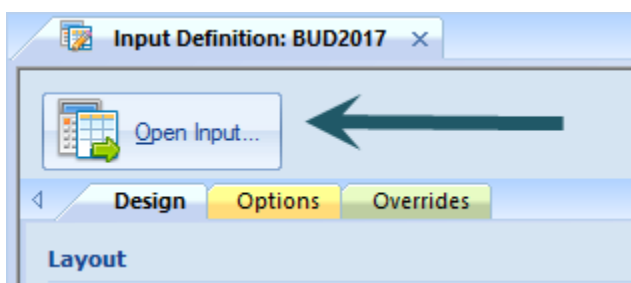 Input Definition: BUD2017
Open Input...
Design Options Overrides
Layout